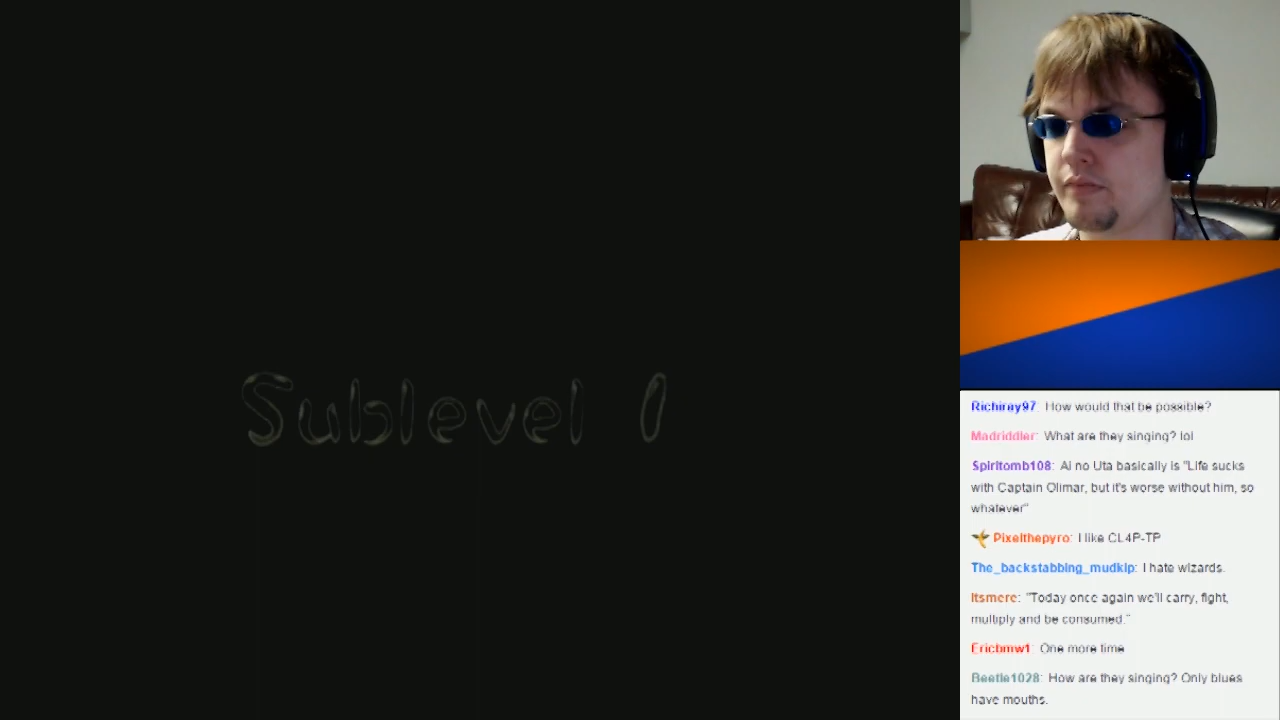 Sublevel 1
Richiray97: How would that be possible?
Madriddler: What are they singing? lol
Spiritomb108: Ai no Uta basically is "Life sucks
with Captain Olimar, but it's worse without him, so
whatever"
Pixelthepyro: I like CL4P-TP
The_backstabbing_mudkip: I hate wizards.
Itsmere: "Today once again we'll carry, fight,
multiply and be consumed."
Ericbmw1: One more time
Beetle1028: How are they singing? Only blues
have mouths.